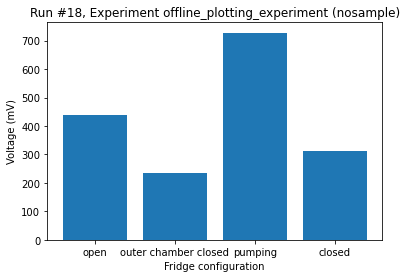 Run #18, Experiment offline_plotting_experiment (nosample)
Voltage (mV)
700
600
500
400
300
200
100
0
open outer chamber closed pumping closed
Fridge configuration